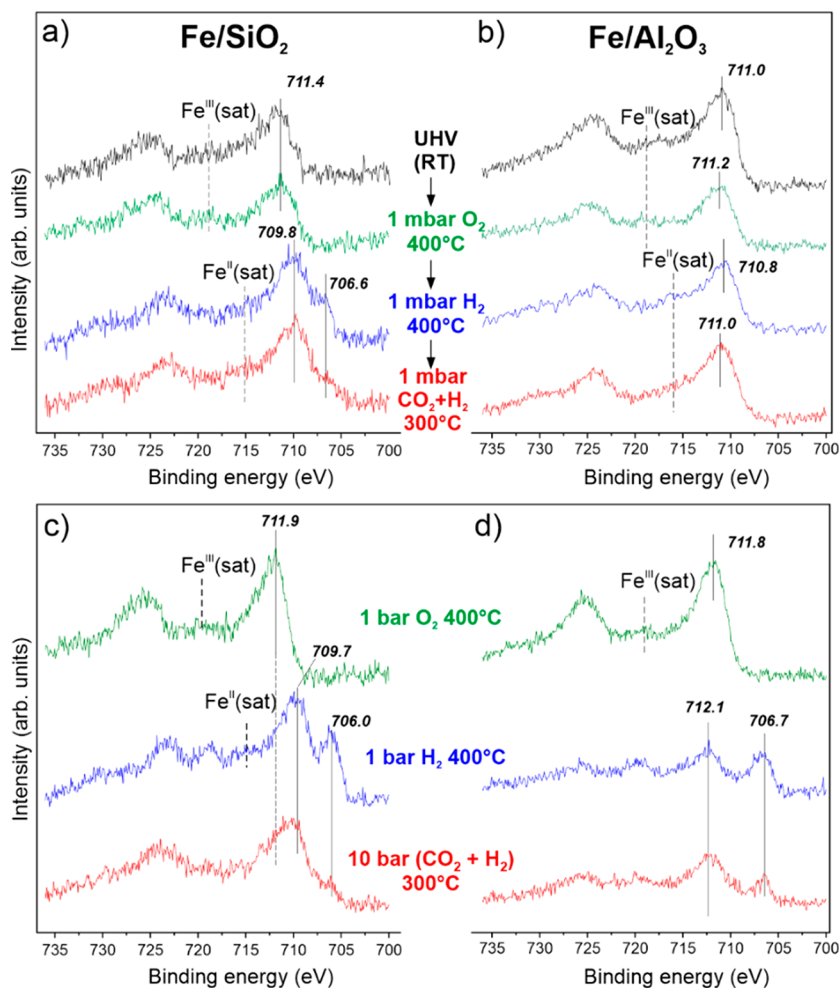 a)
Fe/SiO₂
b)
Fe/Al₂O₃
711.4
Feᴵᴵᴵ(sat)
711.0
Feᴵᴵᴵ(sat)
UHV
(RT)
711.2
1 mbar O₂
400°C
709.8
Feᴵᴵ(sat)
706.6
Feᴵᴵ(sat)
710.8
1 mbar H₂
400°C
711.0
1 mbar
CO₂+H₂
300°C
Intensity (arb. units)
735 730 725 720 715 710 705 700
735 730 725 720 715 710 705 700
Binding energy (eV)
Binding energy (eV)
c)
711.9
d)
711.8
Feᴵᴵᴵ(sat)
Feᴵᴵᴵ(sat)
1 bar O₂ 400°C
709.7
Feᴵᴵ(sat)
706.0
712.1
706.7
1 bar H₂ 400°C
10 bar (CO₂ + H₂)
300°C
Intensity (arb. units)
735 730 725 720 715 710 705 700
735 730 725 720 715 710 705 700
Binding energy (eV)
Binding energy (eV)